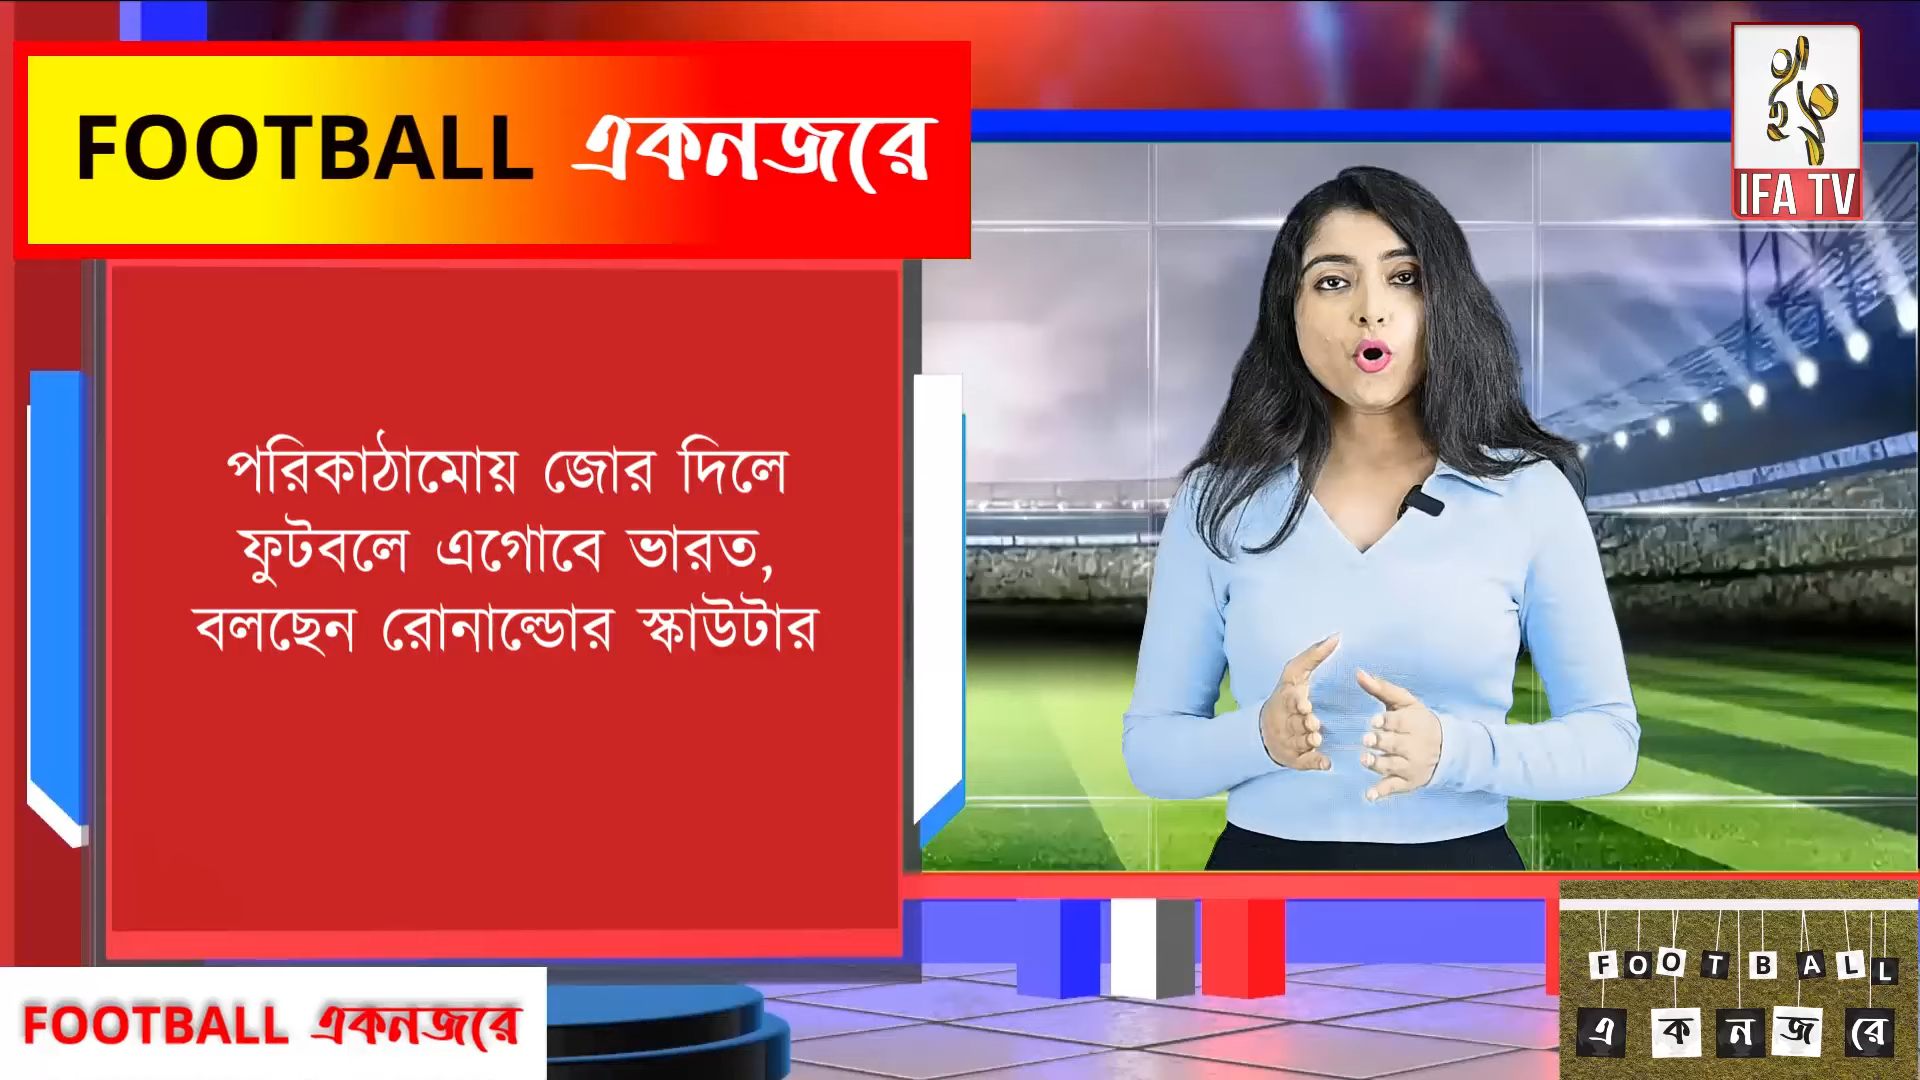 FOOTBALL একনজরে
IFA TV
পরিকাঠামোয় জোর দিলে
ফুটবলে এগোবে ভারত,
বলছেন রোনাল্ডোর স্কাউটার
FOOTBALL একনজরে
FOOTBALL
একনজরে